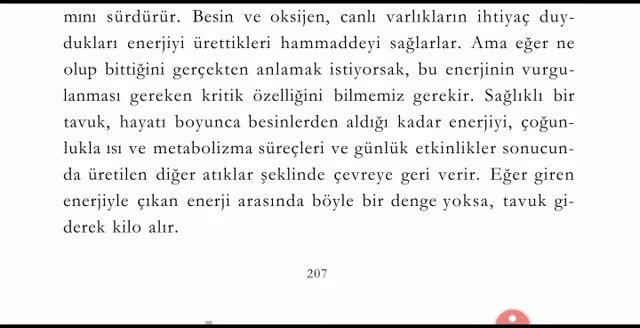 mını sürdürür. Besin ve oksijen, canlı varlıkların ihtiyaç duy-
dukları enerjiyi ürettikleri hammaddeyi sağlarlar. Ama eğer ne
olup bittiğini gerçekten anlamak istiyorsak, bu enerjinin vurgu-
lanması gereken kritik özelliğini bilmemiz gerekir. Sağlıklı bir
tavuk, hayatı boyunca besinlerden aldığı kadar enerjiyi, çoğun-
lukla ısı ve metabolizma süreçleri ve günlük etkinlikler sonucun-
da üretilen diğer atıklar şeklinde çevreye geri verir. Eğer giren
enerjiyle çıkan enerji arasında böyle bir denge yoksa, tavuk gi-
derek kilo alır.
207